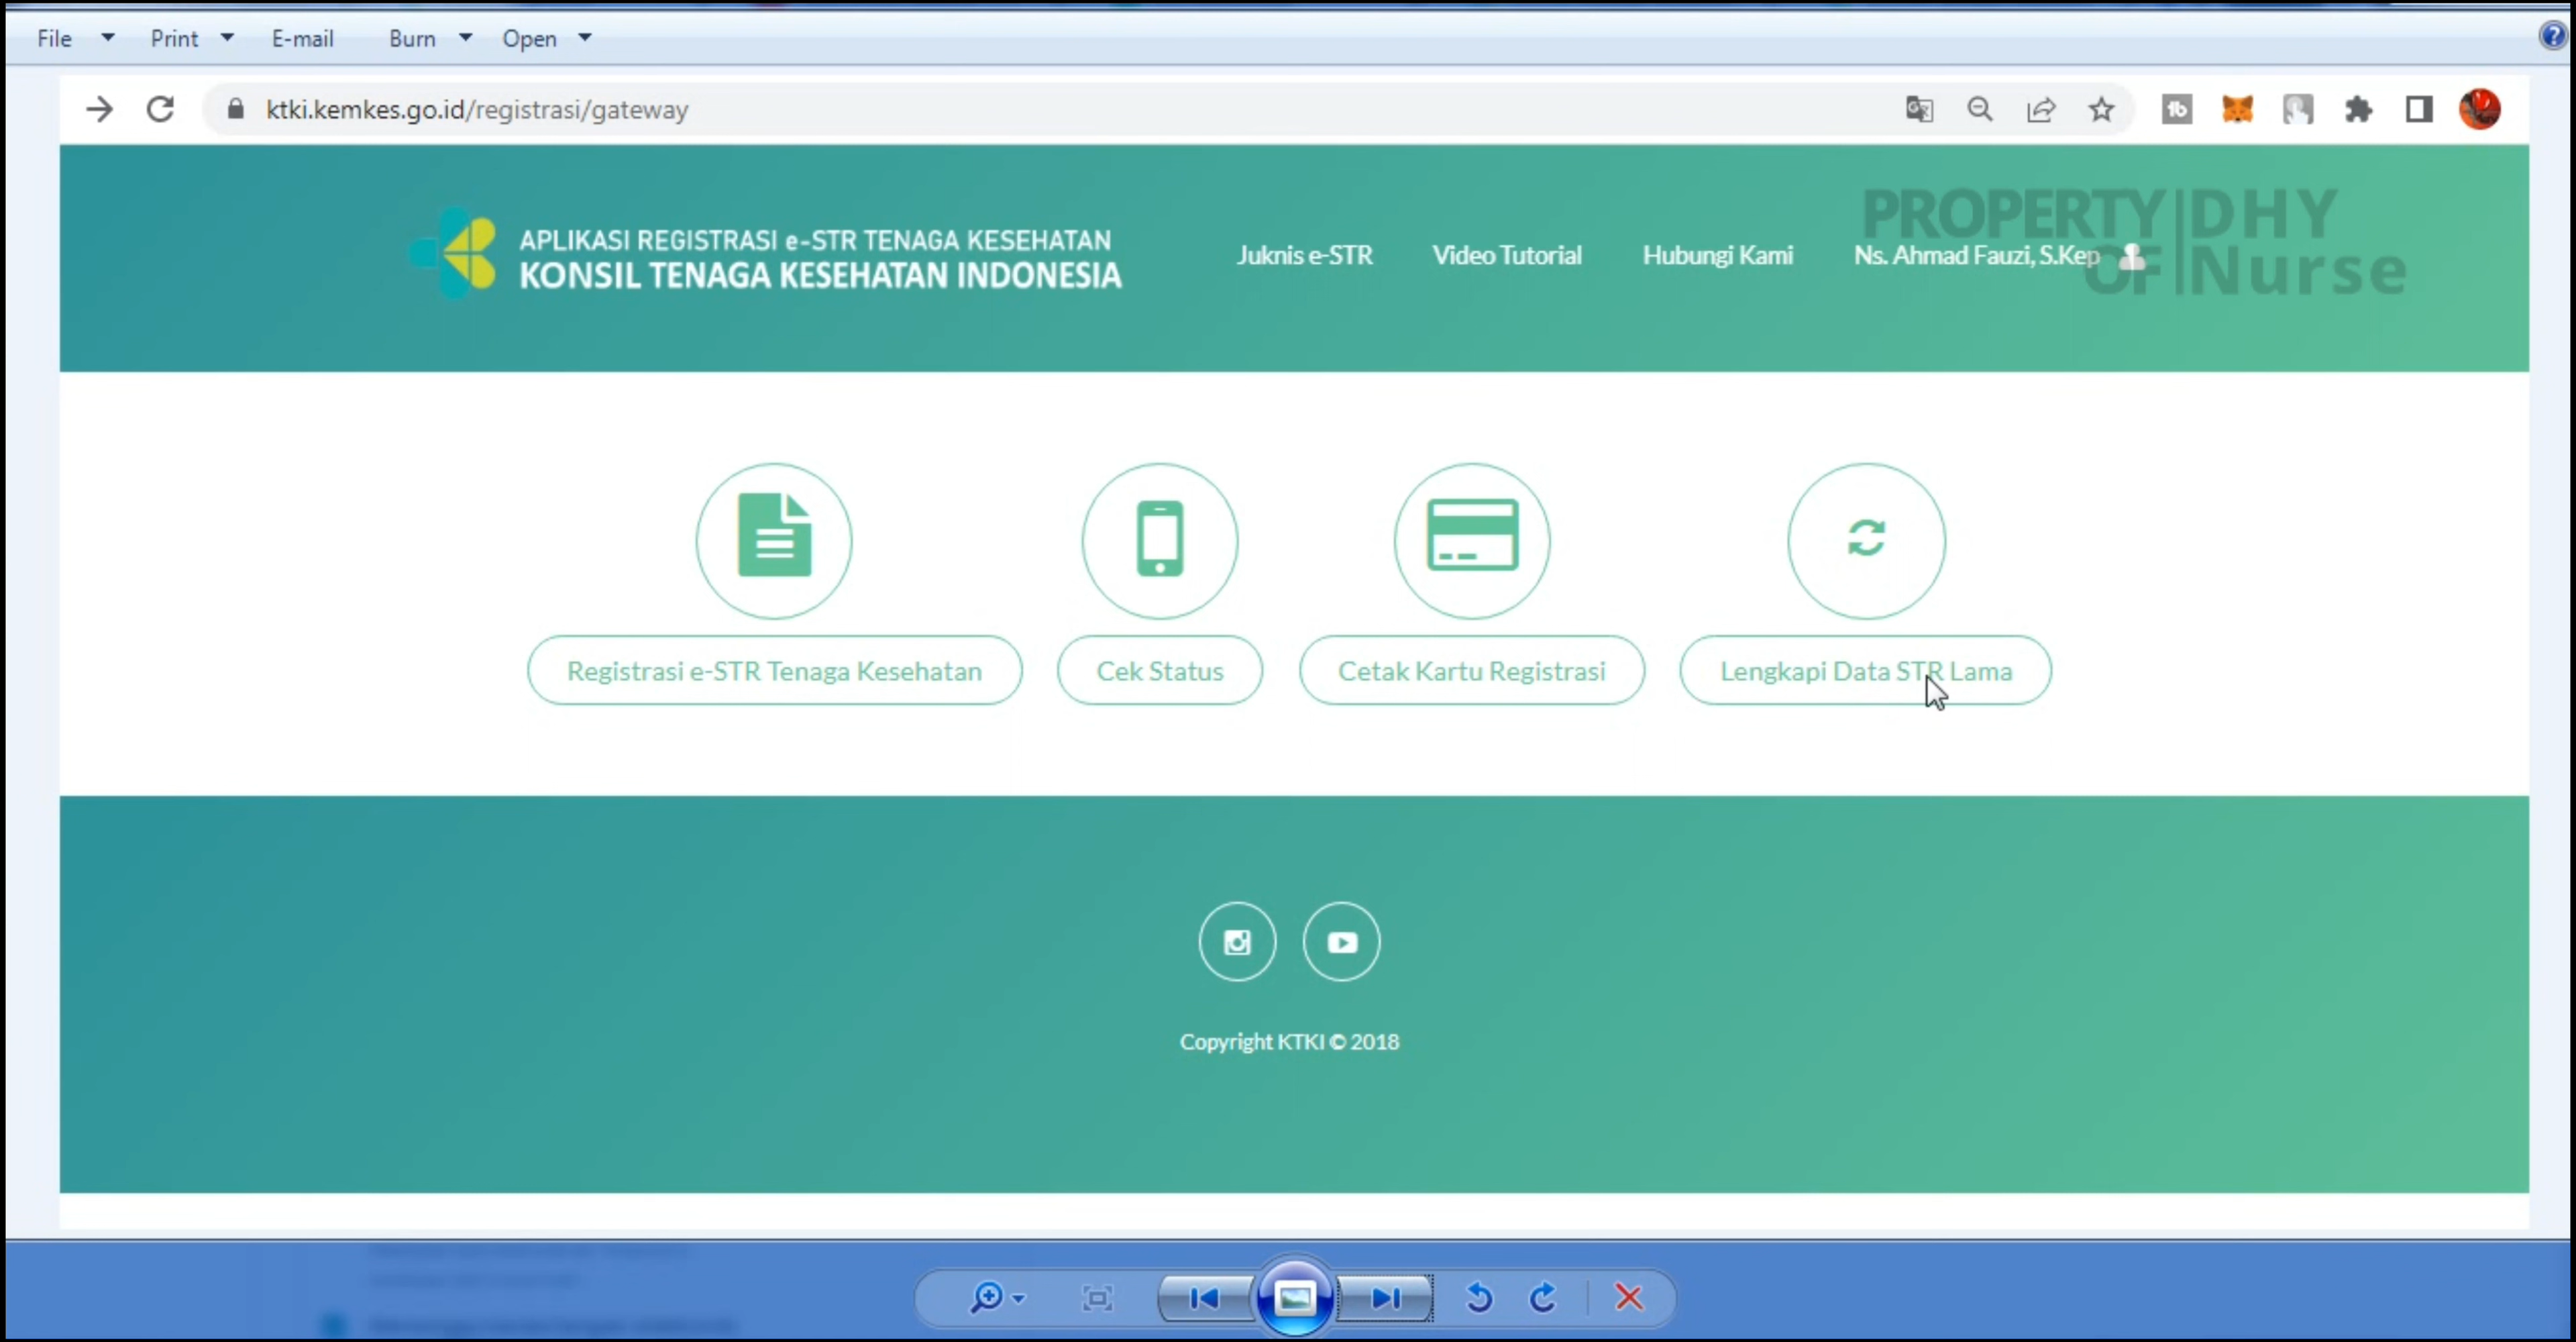 File Print E-mail Burn Open
ktki.kemkes.go.id/registrasi/gateway
APLIKASI REGISTRASI e-STR TENAGA KESEHATAN
KONSIL TENAGA KESEHATAN INDONESIA
Juknis e-STR Video Tutorial Hubungi Kami Ns. Ahmad Fauzi, S.Kep
PROPERTY OF
DHY Nurse
Registrasi e-STR Tenaga Kesehatan Cek Status Cetak Kartu Registrasi Lengkapi Data STR Lama
Copyright KTKI © 2018